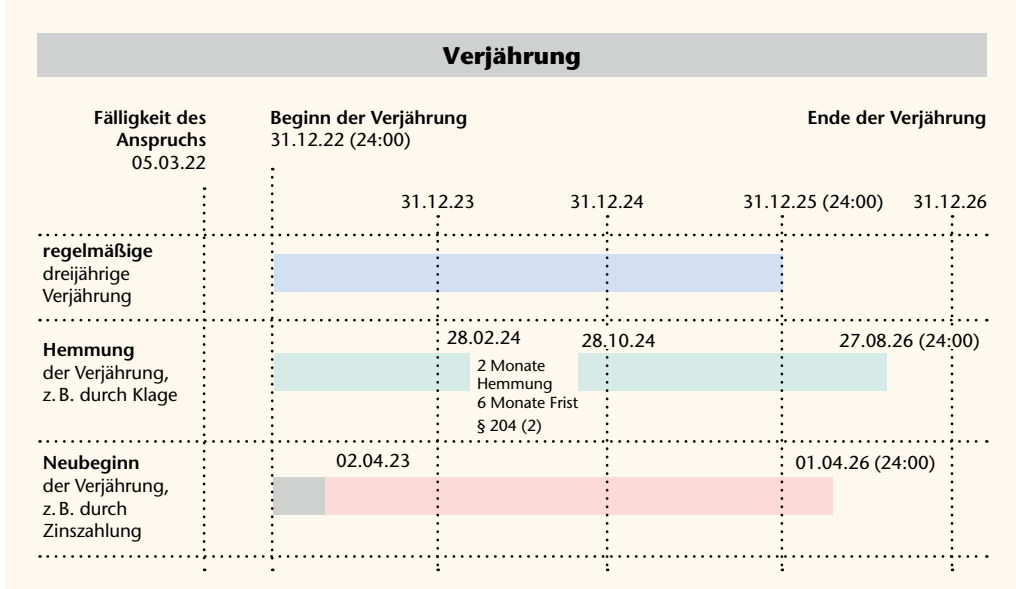 Verjährung
Fälligkeit des
Anspruchs
05.03.22
Beginn der Verjährung
31.12.22 (24:00)
Ende der Verjährung
31.12.23
31.12.24
31.12.25 (24:00)
31.12.26
regelmäßige
dreijährige
Verjährung
Hemmung
der Verjährung,
z. B. durch Klage
28.02.24
2 Monate
Hemmung
6 Monate Frist
§ 204 (2)
28.10.24
27.08.26 (24:00)
Neubeginn
der Verjährung,
z. B. durch
Zinszahlung
02.04.23
01.04.26 (24:00)